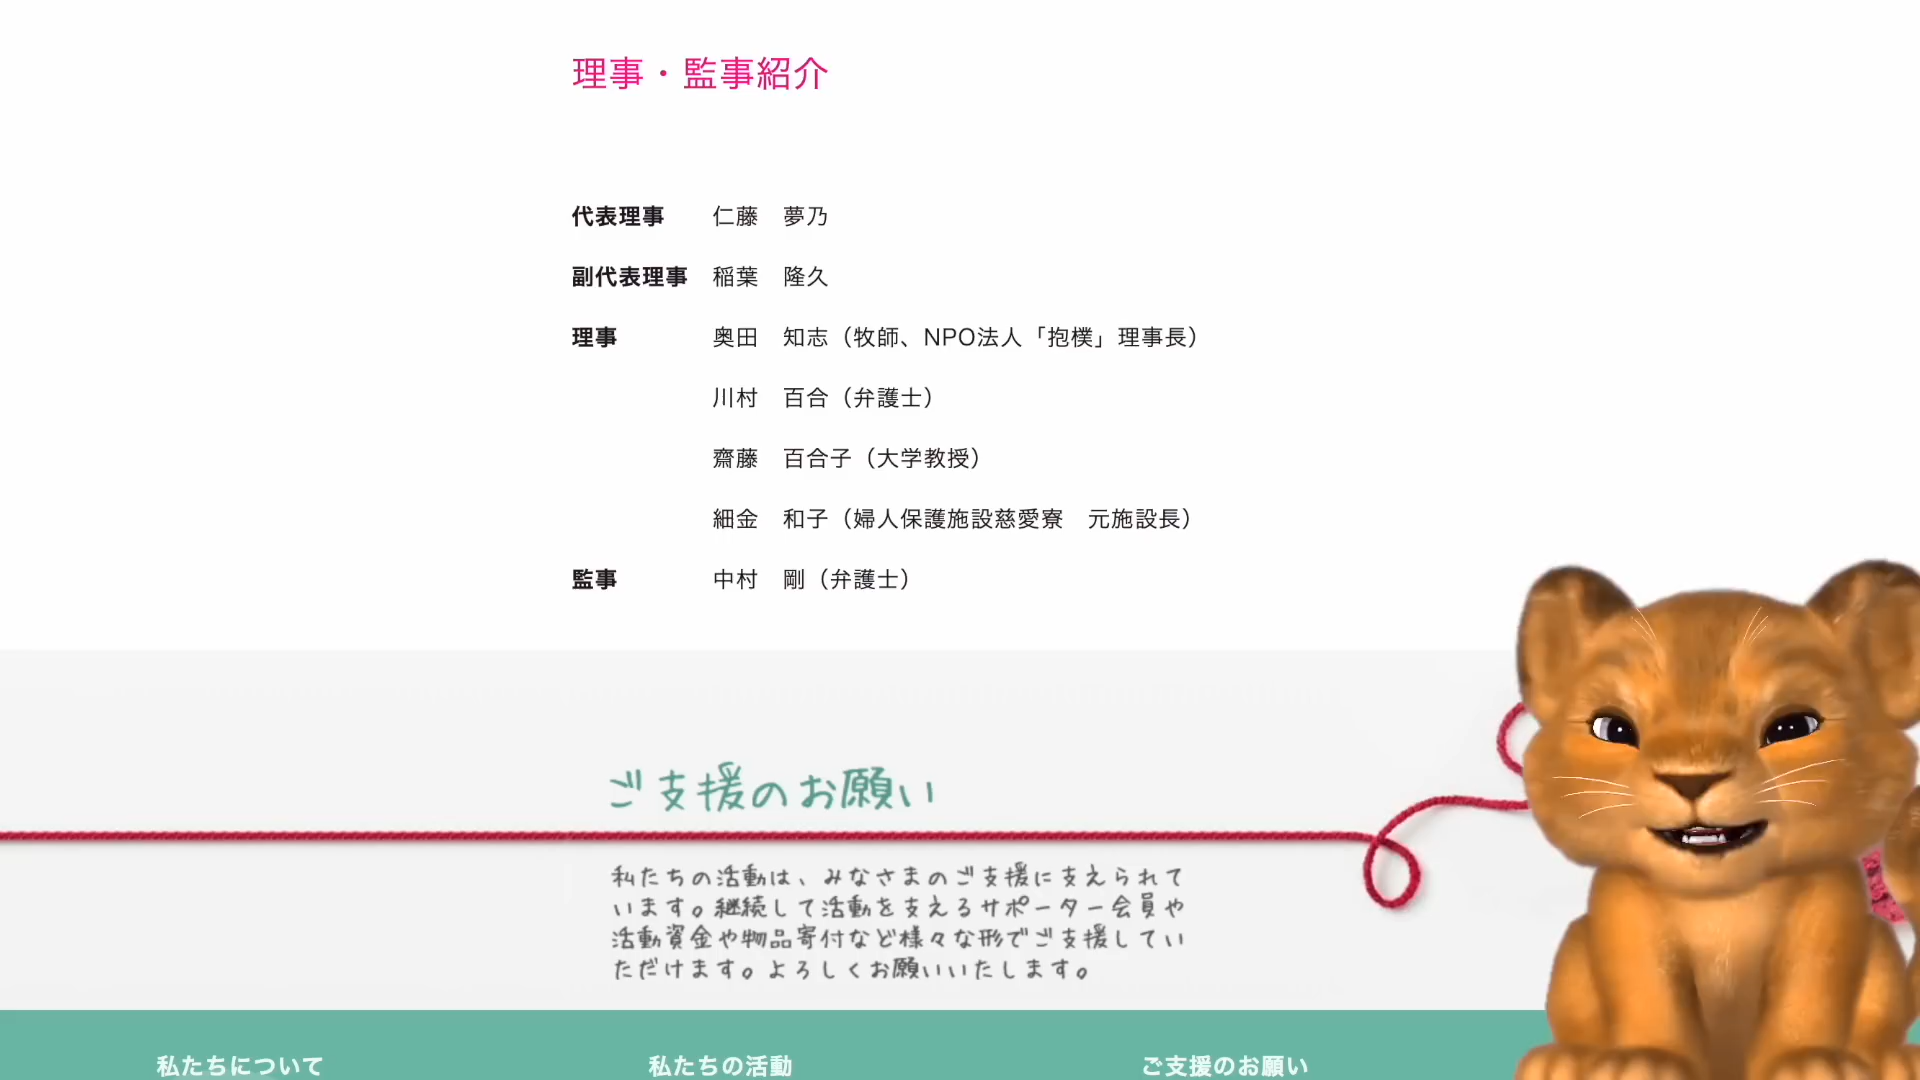 理事・監事紹介
代表理事 仁藤 夢乃
副代表理事 稲葉 隆久
理事 奥田 知志（牧師、NPO法人「抱樸」理事長）
川村 百合（弁護士）
齋藤 百合子（大学教授）
細金 和子（婦人保護施設慈愛寮 元施設長）
監事 中村 剛（弁護士）
ご支援のお願い
私たちの活動は、みなさまのご支援に支えられて
います。継続して活動を支えるサポーター会員や
活動資金や物品寄付など様々な形でご支援してい
ただけます。よろしくお願いいたします。
私たちについて 私たちの活動 ご支援のお願い